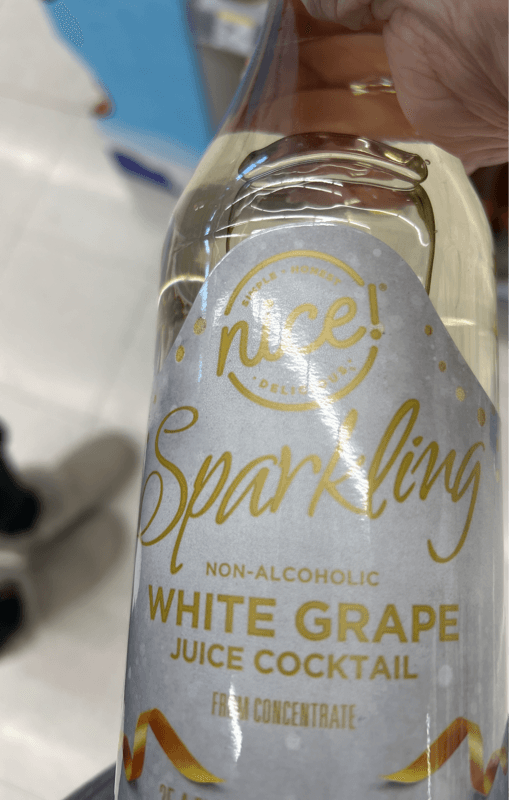 SIMPLE • HONEST
nice!
• DELICIOUS •
Sparkling
NON-ALCOHOLIC
WHITE GRAPE
JUICE COCKTAIL
FROM CONCENTRATE